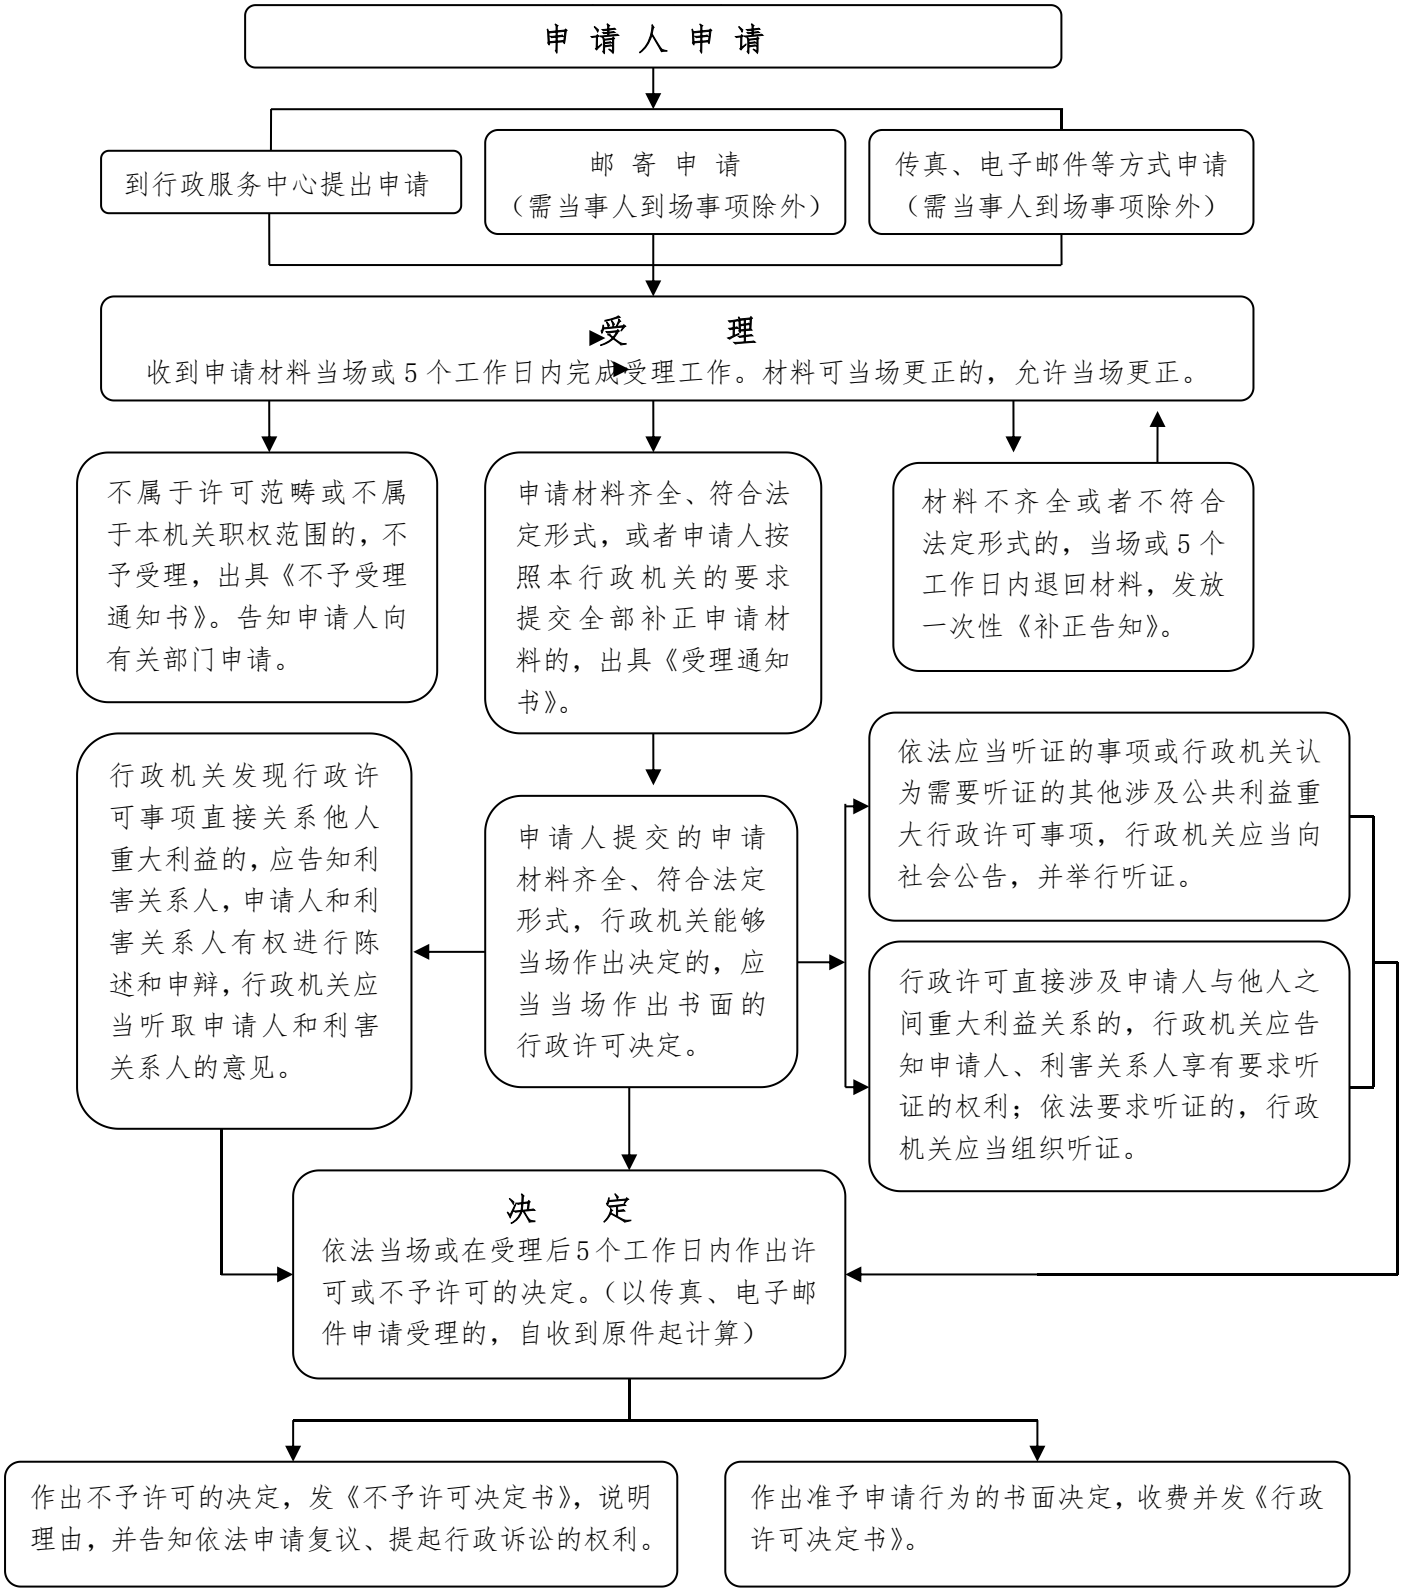 申请人申请
到行政服务中心提出申请
邮寄申请
（需当事人到场事项除外）
传真、电子邮件等方式申请
（需当事人到场事项除外）
受 理
收到申请材料当场或5个工作日内完成受理工作。材料可当场更正的，允许当场更正。
不属于许可范畴或不属
于本机关职权范围的，不
予受理，出具《不予受理
通知书》。告知申请人向
有关部门申请。
申请材料齐全、符合法
定形式，或者申请人按
照本行政机关的要求
提交全部补正申请材
料的，出具《受理通知
书》。
材料不齐全或者不符合
法定形式的，当场或5个
工作日内退回材料，发放
一次性《补正告知》。
行政机关发现行政许
可事项直接关系他人
重大利益的，应告知利
害关系人，申请人和利
害关系人有权进行陈
述和申辩，行政机关应
当听取申请人和利害
关系人的意见。
申请人提交的申请
材料齐全、符合法定
形式，行政机关能够
当场作出决定的，应
当当场作出书面的
行政许可决定。
依法应当听证的事项或行政机关认
为需要听证的其他涉及公共利益重
大行政许可事项，行政机关应当向
社会公告，并举行听证。
行政许可直接涉及申请人与他人之
间重大利益关系的，行政机关应告
知申请人、利害关系人享有要求听
证的权利；依法要求听证的，行政
机关应当组织听证。
决 定
依法当场或在受理后5个工作日内作出许
可或不予许可的决定。（以传真、电子邮
件申请受理的，自收到原件起计算）
作出不予许可的决定，发《不予许可决定书》，说明
理由，并告知依法申请复议、提起行政诉讼的权利。
作出准予申请行为的书面决定，收费并发《行政
许可决定书》。